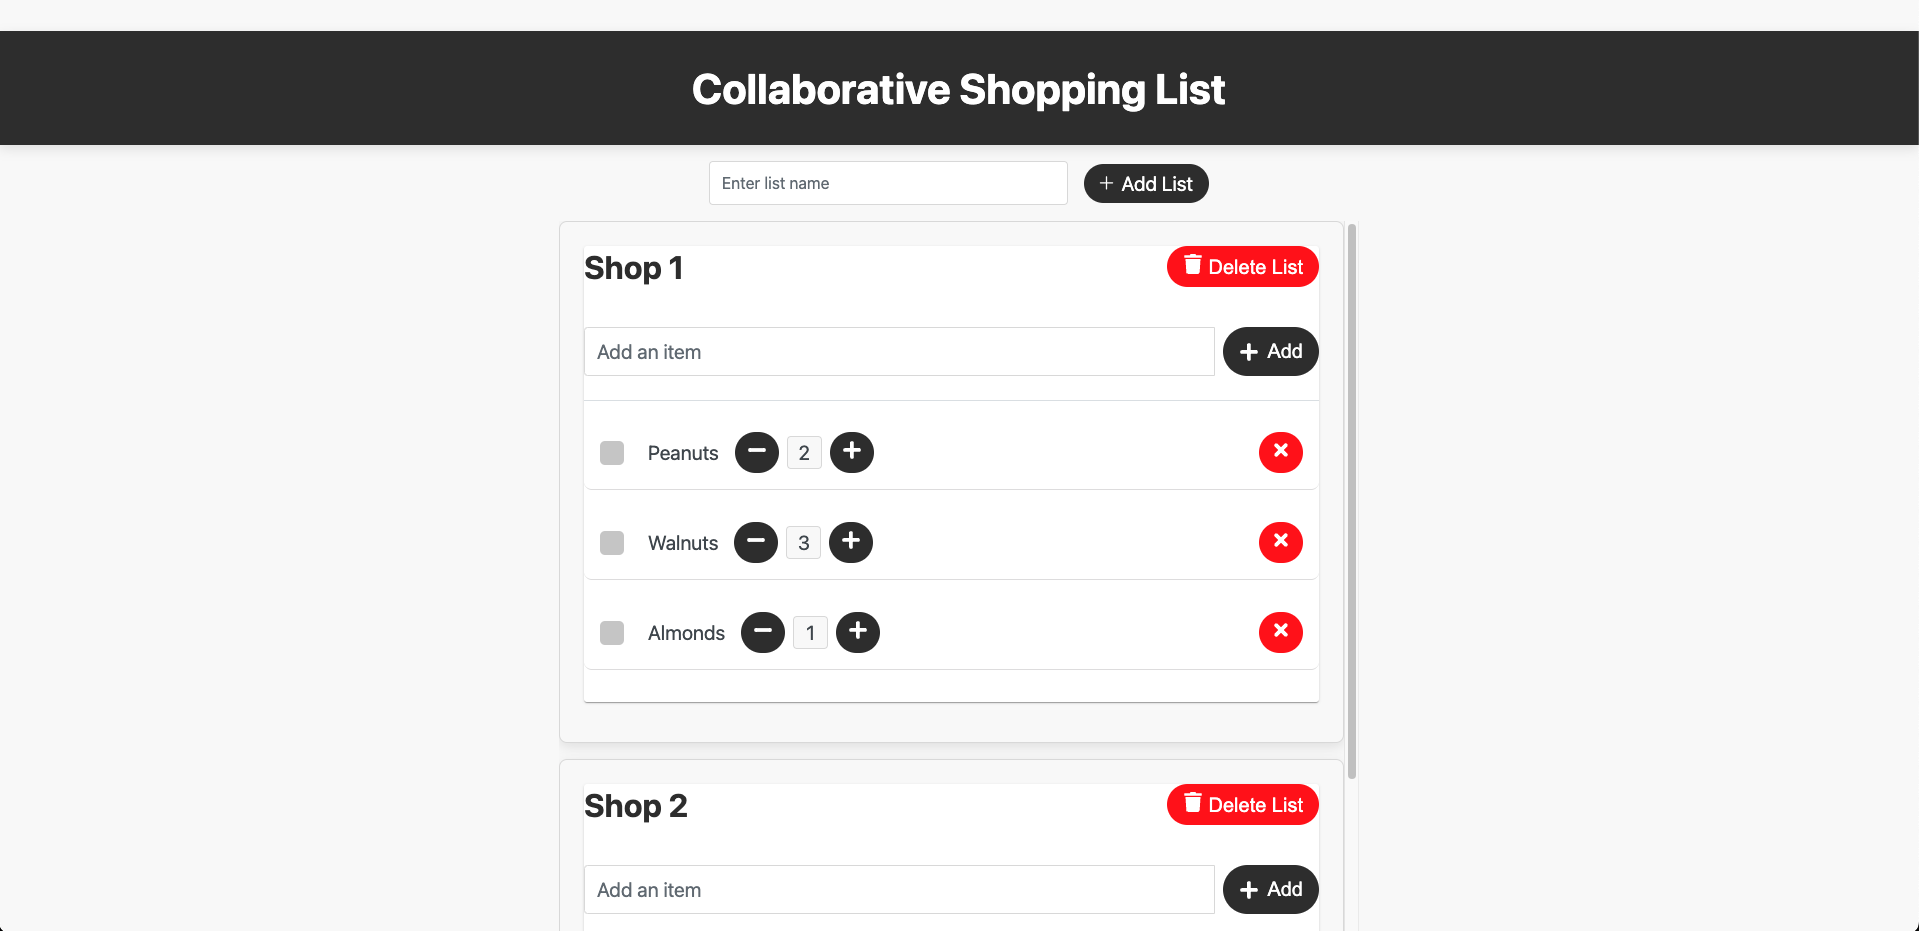 Collaborative Shopping List
Enter list name
+ Add List
Shop 1
Delete List
Add an item
+ Add
Peanuts − 2 + ×
Walnuts − 3 + ×
Almonds − 1 + ×
Shop 2
Delete List
Add an item
+ Add